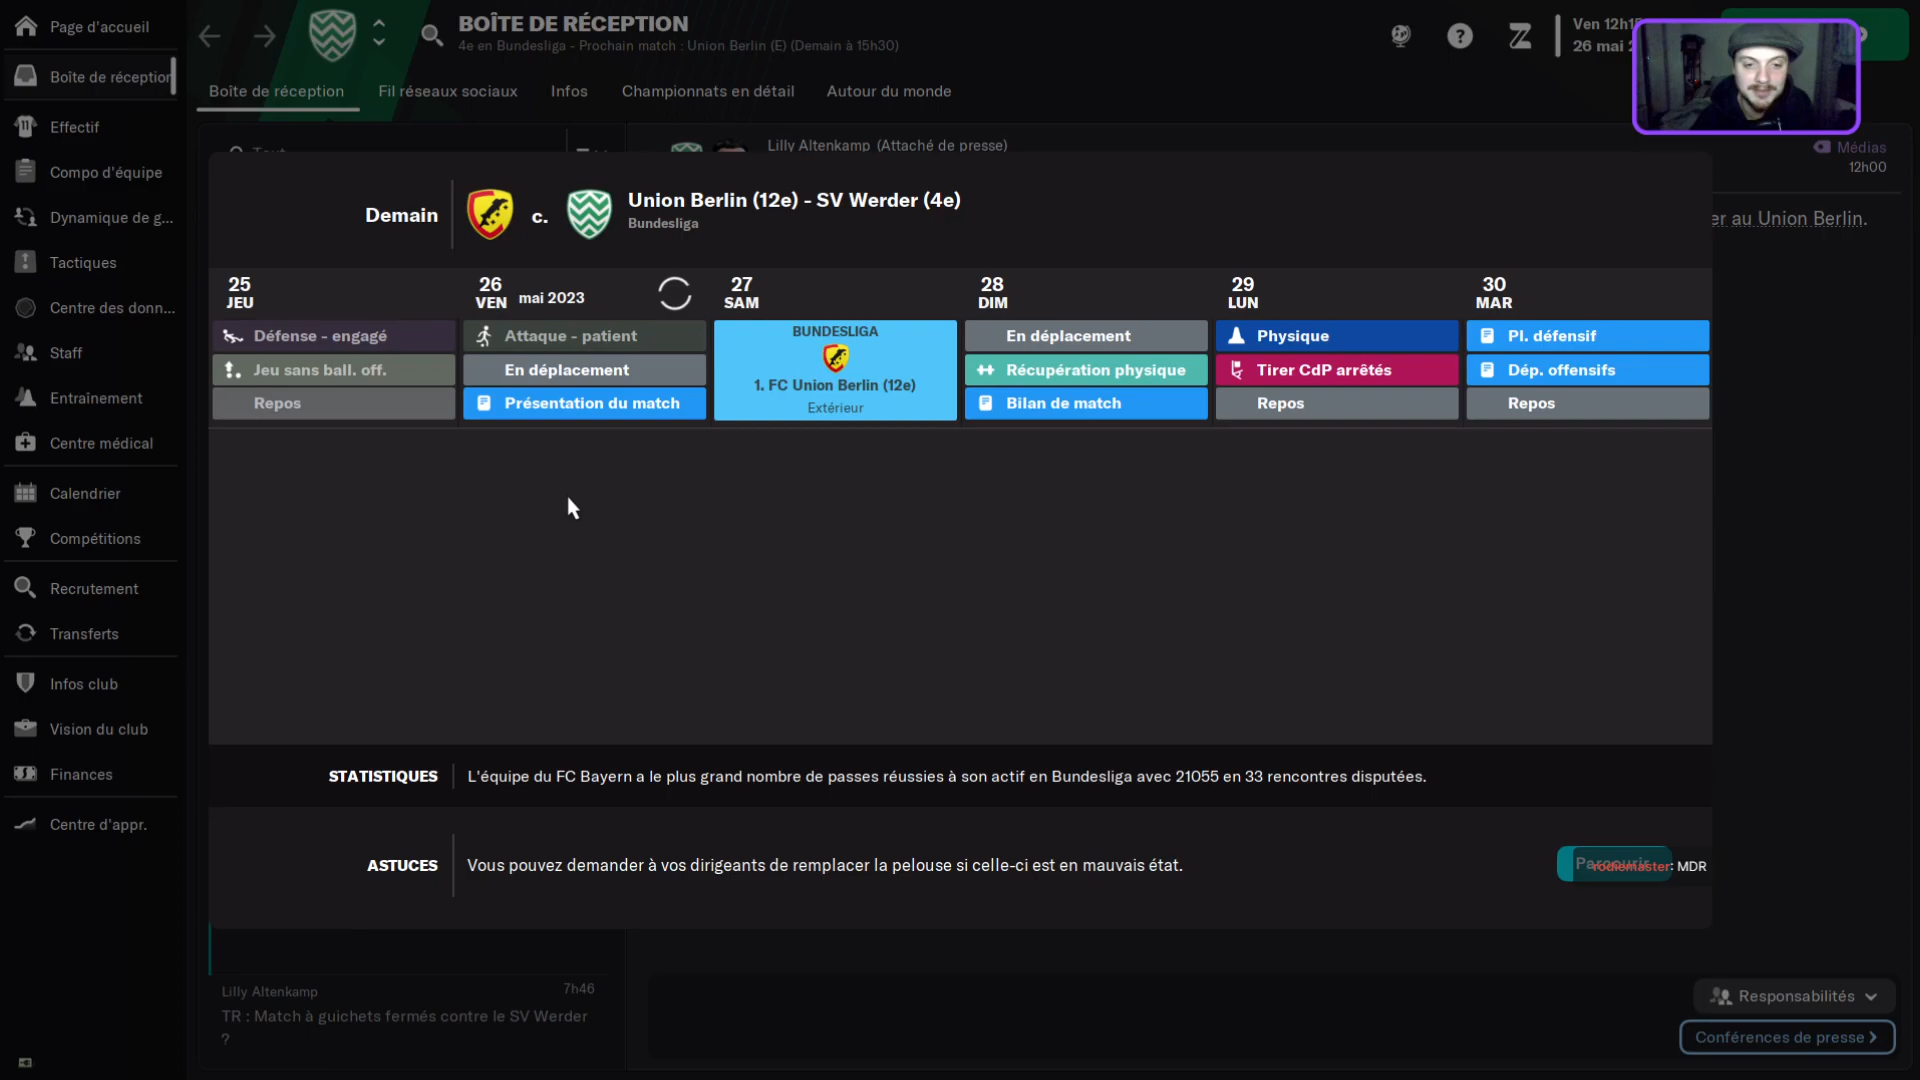 Page d'accueil
Boîte de réception
Effectif
Compo d'équipe
Dynamique de g...
Tactiques
Centre des donn...
Staff
Entraînement
Centre médical
Calendrier
Compétitions
Recrutement
Transferts
Infos club
Vision du club
Finances
Centre d'appr.
BOÎTE DE RÉCEPTION
4e en Bundesliga - Prochain match : Union Berlin (E) (Demain à 15h30)
Ven 12h15
26 mai 2
Boîte de réception
Fil réseaux sociaux
Infos
Championnats en détail
Autour du monde
Lilly Altenkamp (Attaché de presse)
Médias
12h00
er au Union Berlin.
Demain
c.
Union Berlin (12e) - SV Werder (4e)
Bundesliga
25
JEU
26
VEN mai 2023
27
SAM
28
DIM
29
LUN
30
MAR
Défense - engagé
Jeu sans ball. off.
Repos
Attaque - patient
En déplacement
Présentation du match
BUNDESLIGA
1. FC Union Berlin (12e)
Extérieur
En déplacement
Récupération physique
Bilan de match
Physique
Tirer CdP arrêtés
Repos
Pl. défensif
Dép. offensifs
Repos
STATISTIQUES
L'équipe du FC Bayern a le plus grand nombre de passes réussies à son actif en Bundesliga avec 21055 en 33 rencontres disputées.
ASTUCES
Vous pouvez demander à vos dirigeants de remplacer la pelouse si celle-ci est en mauvais état.
Parcourir
rodiemaster: MDR
Lilly Altenkamp
7h46
TR : Match à guichets fermés contre le SV Werder
?
Responsabilités
Conférences de presse